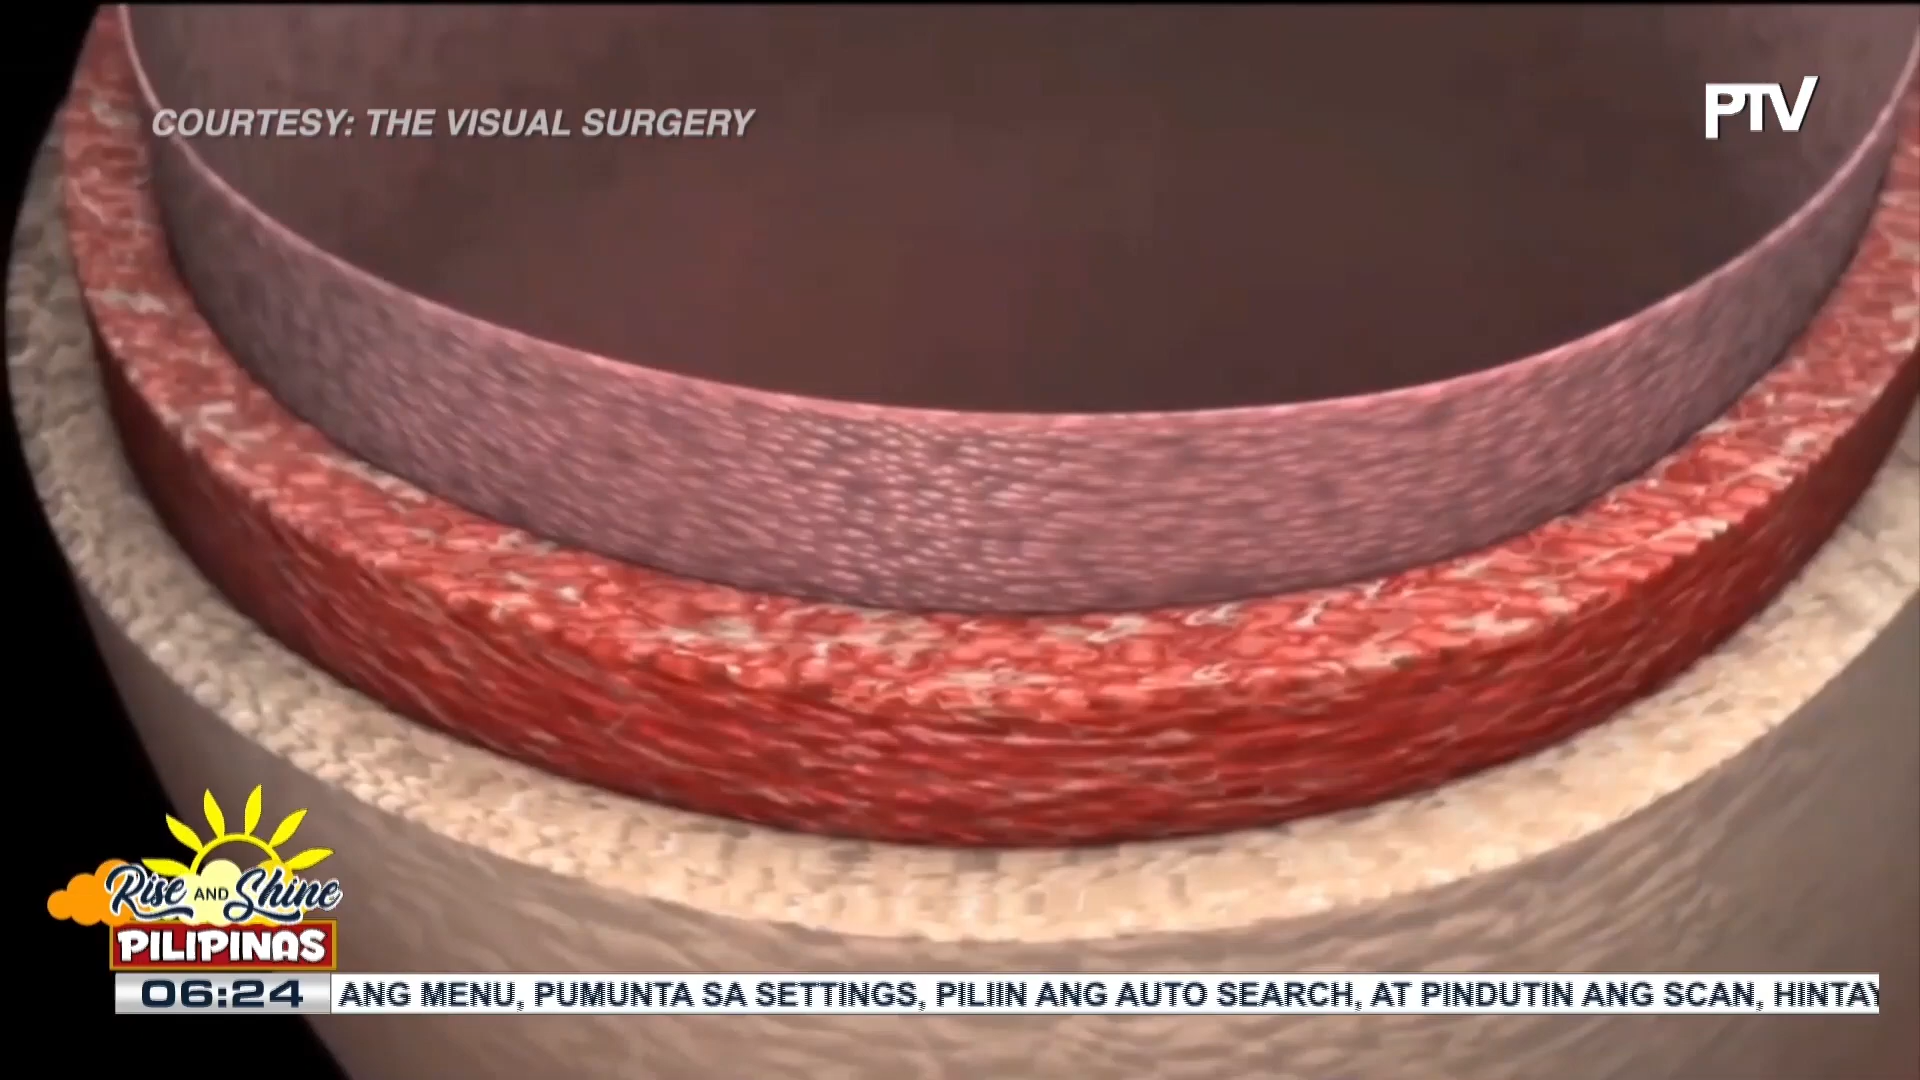 COURTESY: THE VISUAL SURGERY
PTV
Rise AND Shine
PILIPINAS
06:24 ANG MENU, PUMUNTA SA SETTINGS, PILIIN ANG AUTO SEARCH, AT PINDUTIN ANG SCAN, HINTAY